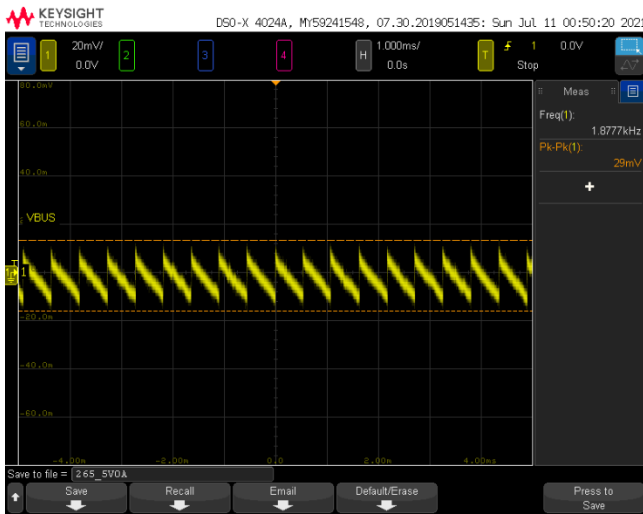 KEYSIGHT
TECHNOLOGIES
DSO-X 4024A, MY59241548, 07.30.2019051435: Sun Jul 11 00:50:20 2021
1 20mV/ 0.0V 2 3 4 H 1.000ms/ 0.0s T 1 0.0V Stop
80.0mV
Meas
Freq(1):
1.8777kHz
60.0m
Pk-Pk(1):
29mV
40.0m
VBUS
T
1
-20.0m
-40.0m
-60.0m
-4.00m -2.00m 0.0 2.00m 4.00ms
Save to file = 265_5V0A
Save Recall Email Default/Erase Press to Save